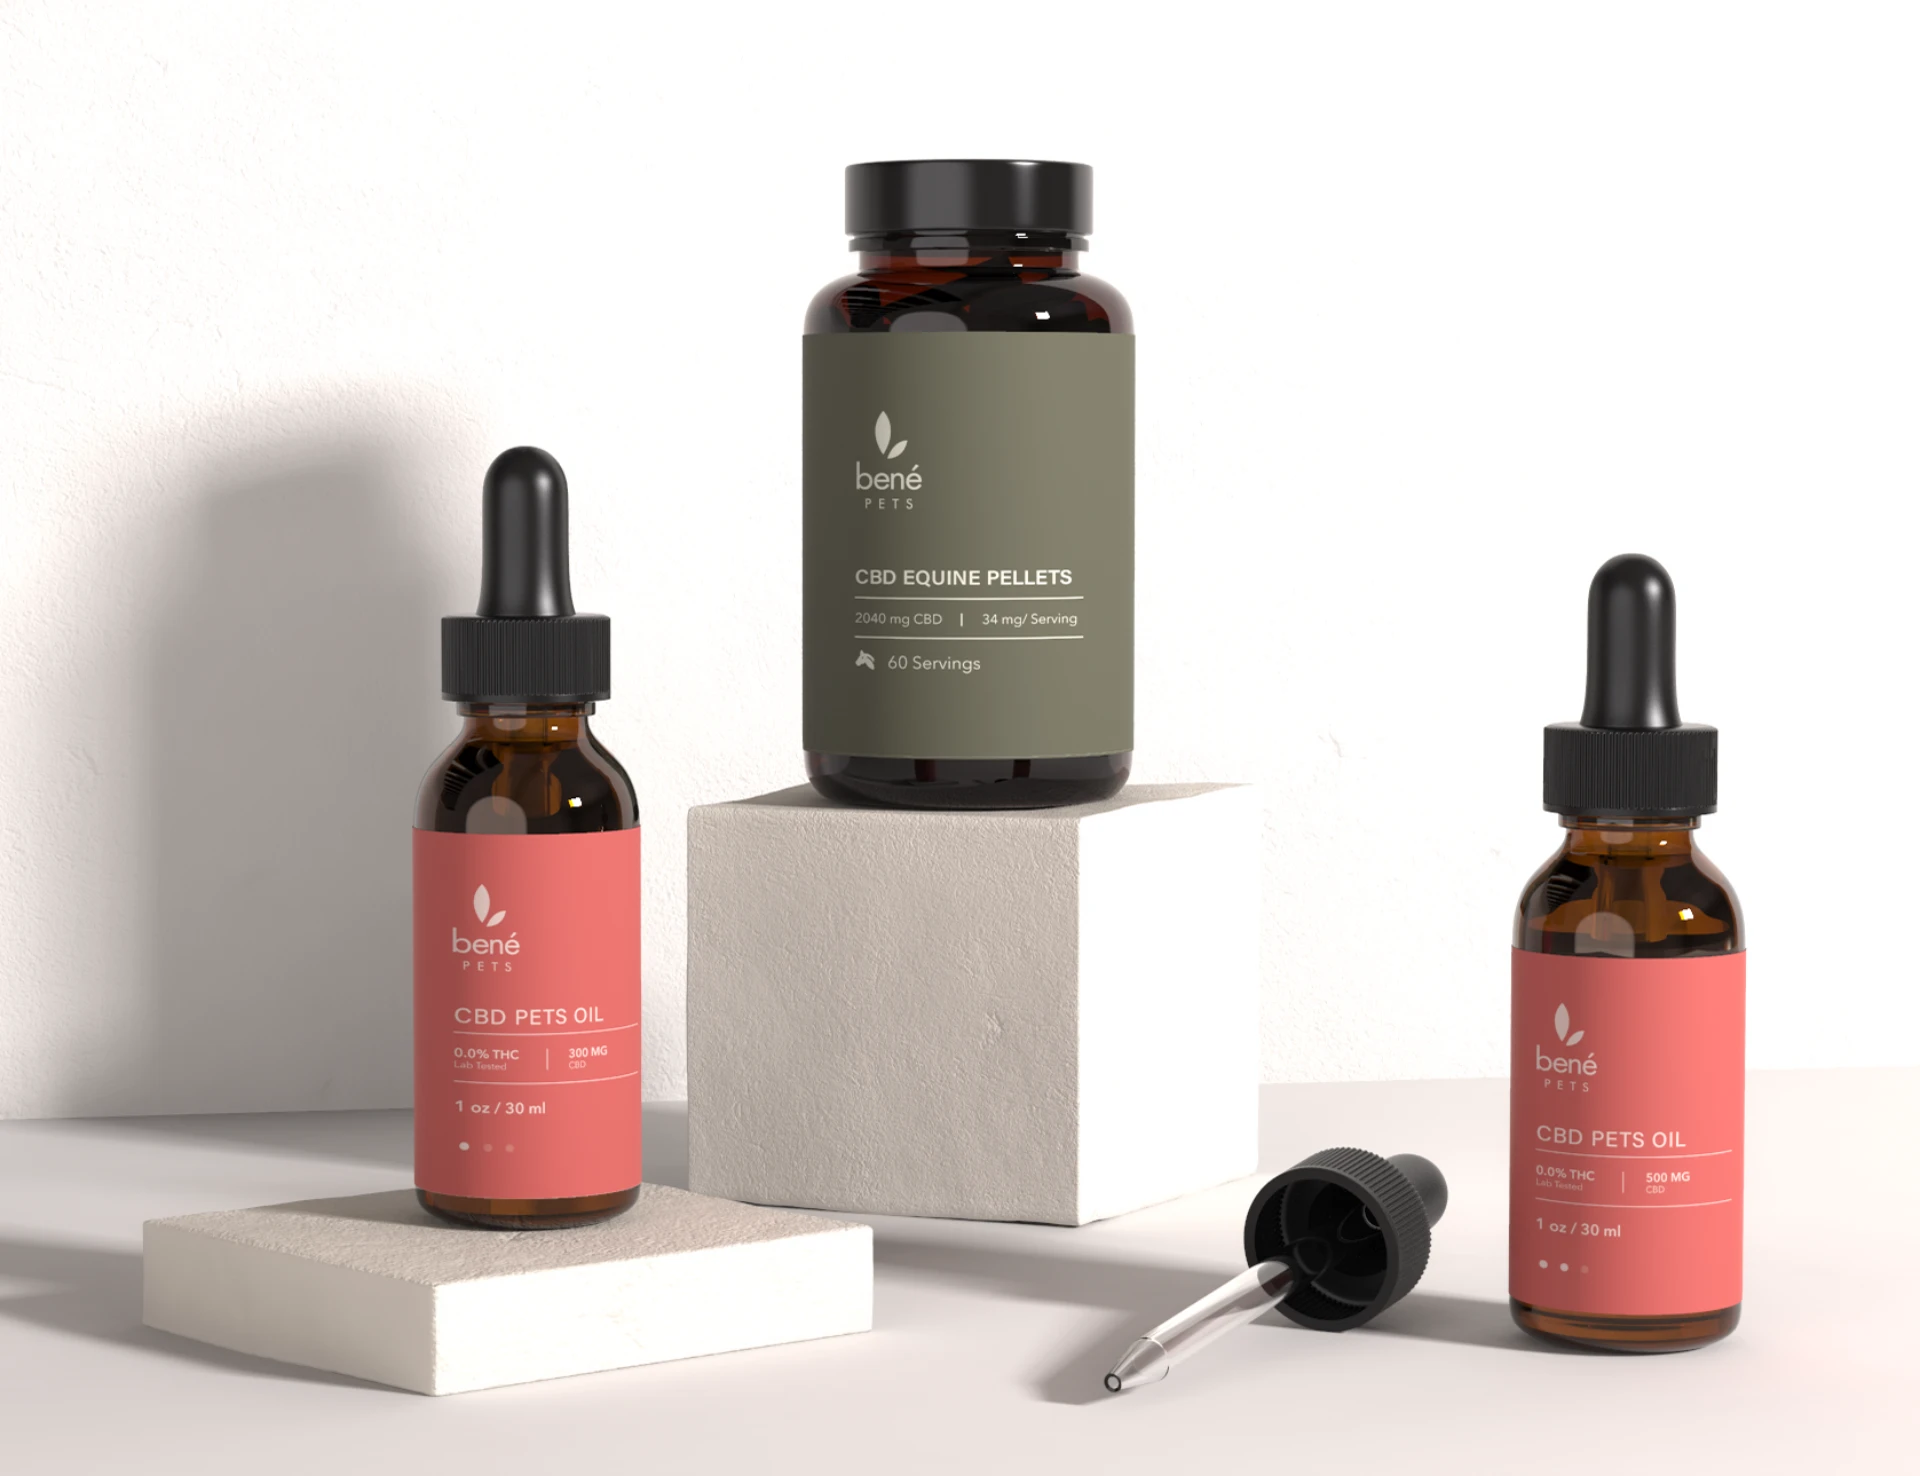 bené
PETS
CBD EQUINE PELLETS
2040 mg CBD | 34 mg/ Serving
60 Servings
bené
PETS
CBD PETS OIL
0.0% THC | 300 MG
Lab Tested CBD
1 oz / 30 ml
bené
PETS
CBD PETS OIL
0.0% THC | 500 MG
Lab Tested CBD
1 oz / 30 ml